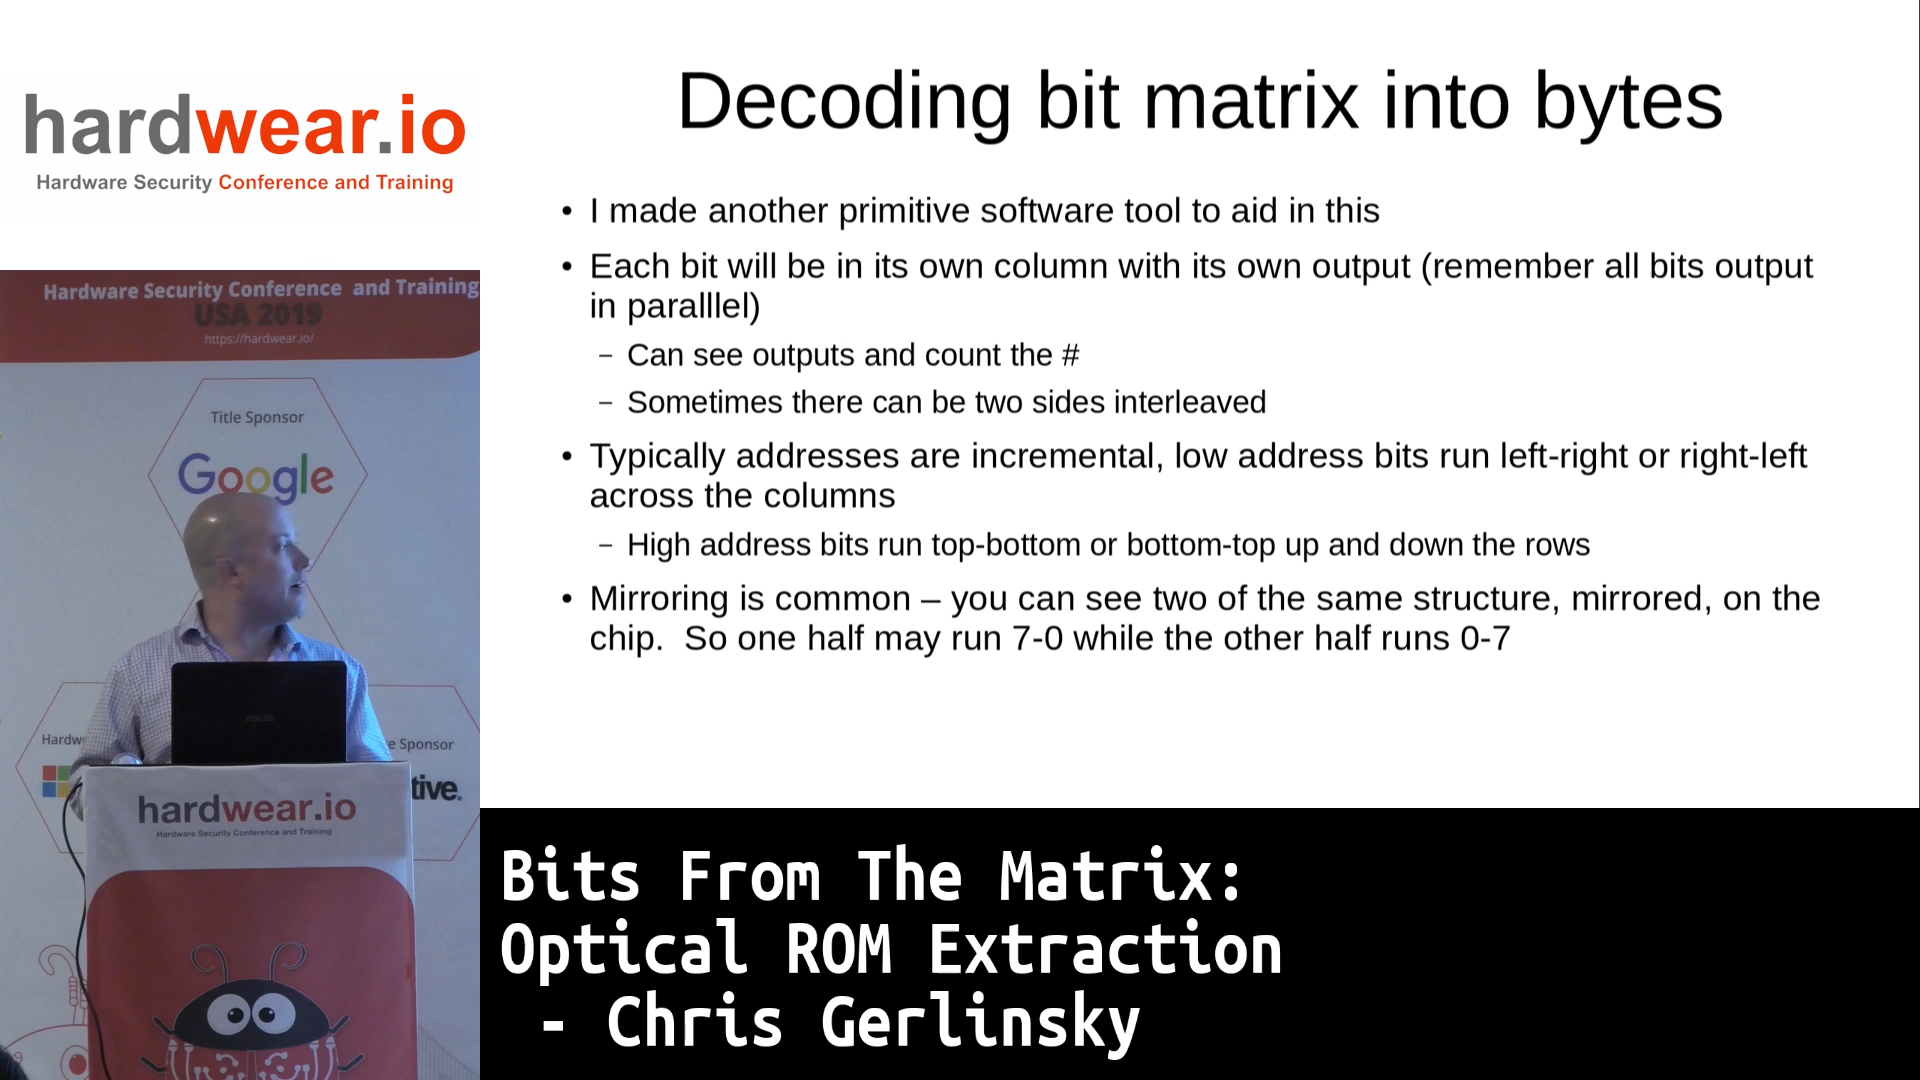 hardwear.io
Hardware Security Conference and Training
Decoding bit matrix into bytes
• I made another primitive software tool to aid in this
• Each bit will be in its own column with its own output (remember all bits output
in paralllel)
– Can see outputs and count the #
– Sometimes there can be two sides interleaved
• Typically addresses are incremental, low address bits run left-right or right-left
across the columns
– High address bits run top-bottom or bottom-top up and down the rows
• Mirroring is common – you can see two of the same structure, mirrored, on the
chip.  So one half may run 7-0 while the other half runs 0-7
Hardware Security Conference and Training
USA 2019
https://hardwear.io/
Title Sponsor
Google
Sponsor
ASUS
hardwear.io
Hardware Security Conference and Training
Bits From The Matrix:
Optical ROM Extraction
- Chris Gerlinsky